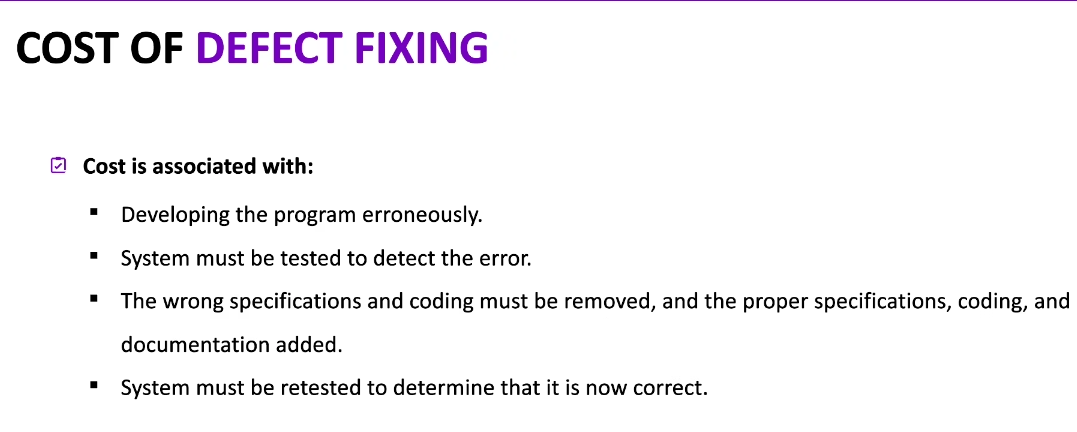 COST OF DEFECT FIXING
Cost is associated with:
Developing the program erroneously.
System must be tested to detect the error.
The wrong specifications and coding must be removed, and the proper specifications, coding, and
documentation added.
System must be retested to determine that it is now correct.